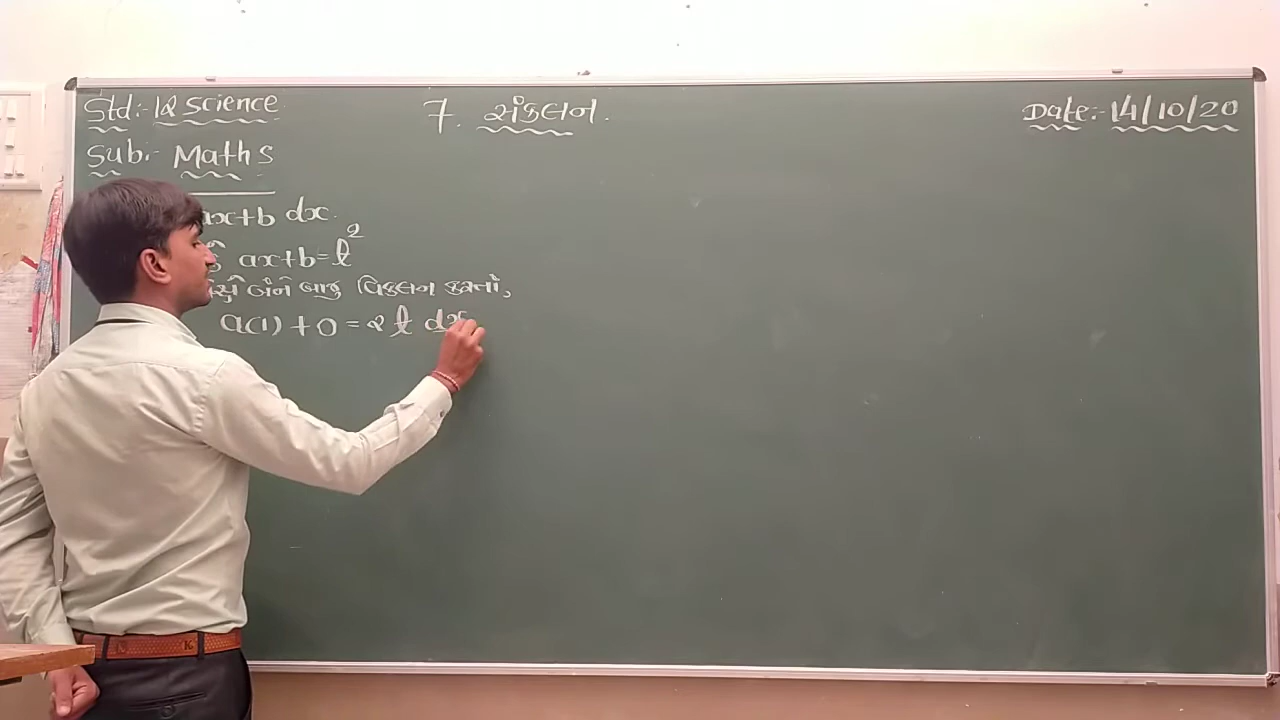 Std:- 12 Science
7. સંકલન.
Date:- 14/10/20
Sub:- Maths
ax+b dx.
ax+b = t²
બંને બાજુ વિકલન કરતાં,
a(1) + 0 = 2 t dx